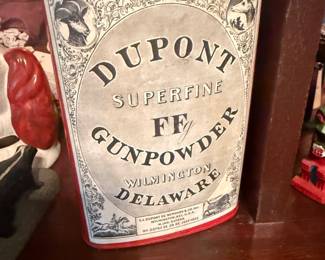 DUPONT
SUPERFINE
FFg
GUNPOWDER
WILMINGTON
DELAWARE